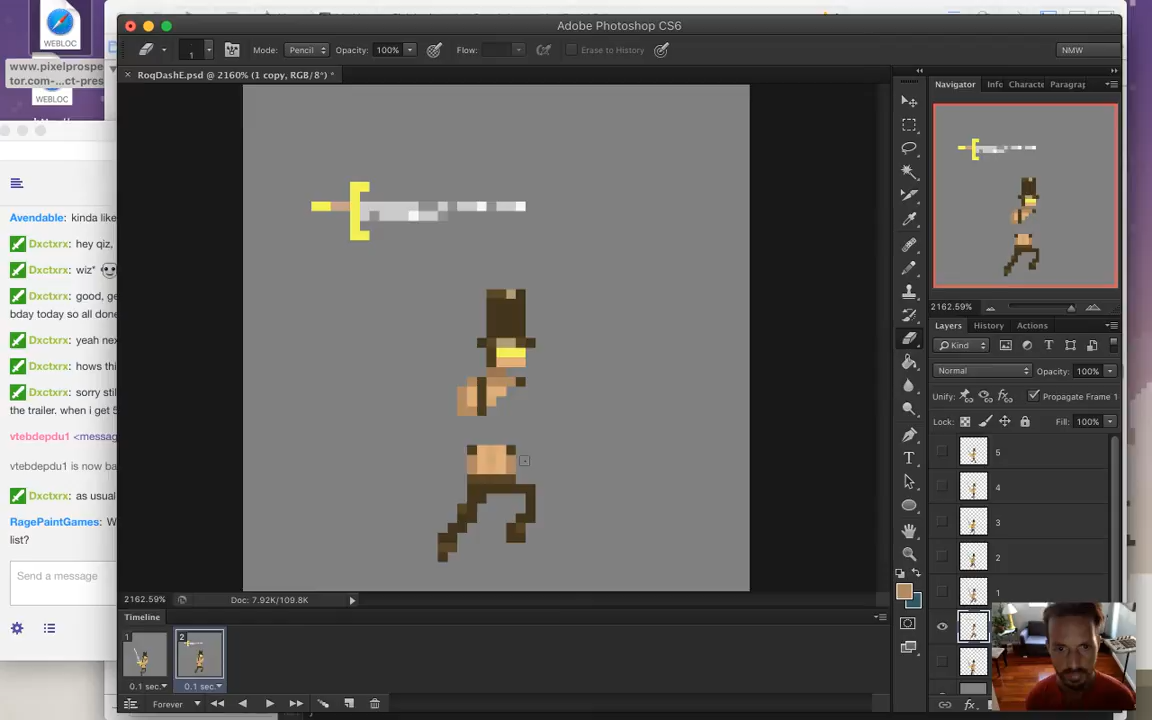 WEBLOC
www.pixelprospe
tor.com-...ct-pres
WEBLOC
Adobe Photoshop CS6
1
Mode: Pencil
Opacity: 100%
Flow:
Erase to History
NMW
RoqDashE.psd @ 2160% (1 copy, RGB/8*) *
Navigator
Info
Characte
Paragrap
2162.59%
Layers
History
Actions
Kind
Normal
Opacity: 100%
Unify:
Propagate Frame 1
Lock:
Fill: 100%
5
4
3
2
1
Avendable: kinda like
Dxctxrx: hey qiz,
Dxctxrx: wiz*
Dxctxrx: good, ge
bday today so all done
Dxctxrx: yeah nex
Dxctxrx: hows thi
Dxctxrx: sorry stil
the trailer. when i get 5
vtebdepdu1 <messag
vtebdepdu1 is now ba
Dxctxrx: as usual
RagePaintGames: W
list?
Send a message
2162.59%
Doc: 7.92K/109.8K
Timeline
1
2
0.1 sec.
0.1 sec.
Forever
fx